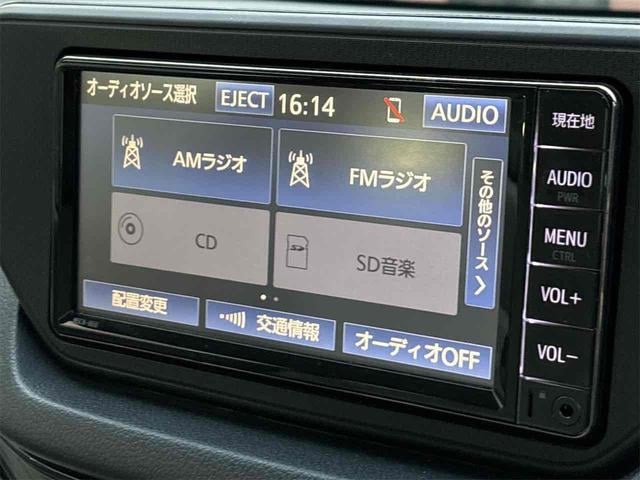 オーディオソース選択 EJECT 16:14 AUDIO
AMラジオ FMラジオ
CD SD音楽
その他のソース
配置変更 交通情報 オーディオOFF
現在地
AUDIO
PWR
MENU
CTRL
VOL+
VOL-